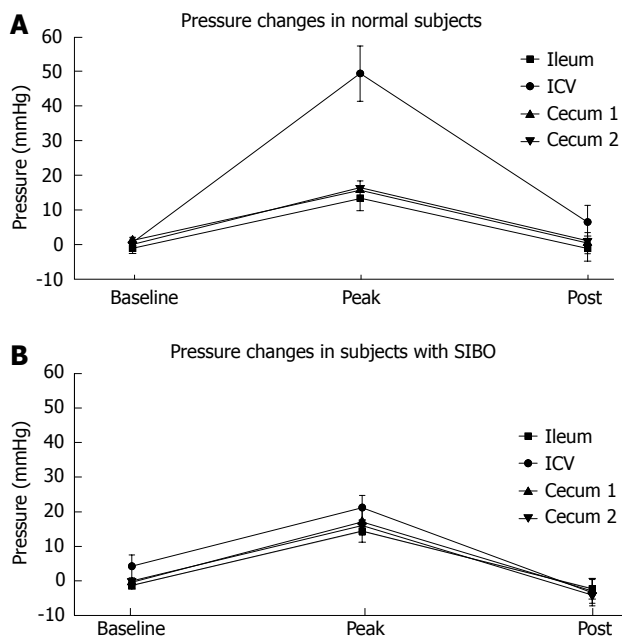 A
Pressure changes in normal subjects
60
50
40
30
20
10
0
-10
Pressure (mmHg)
Ileum
ICV
Cecum 1
Cecum 2
Baseline Peak Post
B
Pressure changes in subjects with SIBO
60
50
40
30
20
10
0
-10
Pressure (mmHg)
Ileum
ICV
Cecum 1
Cecum 2
Baseline Peak Post